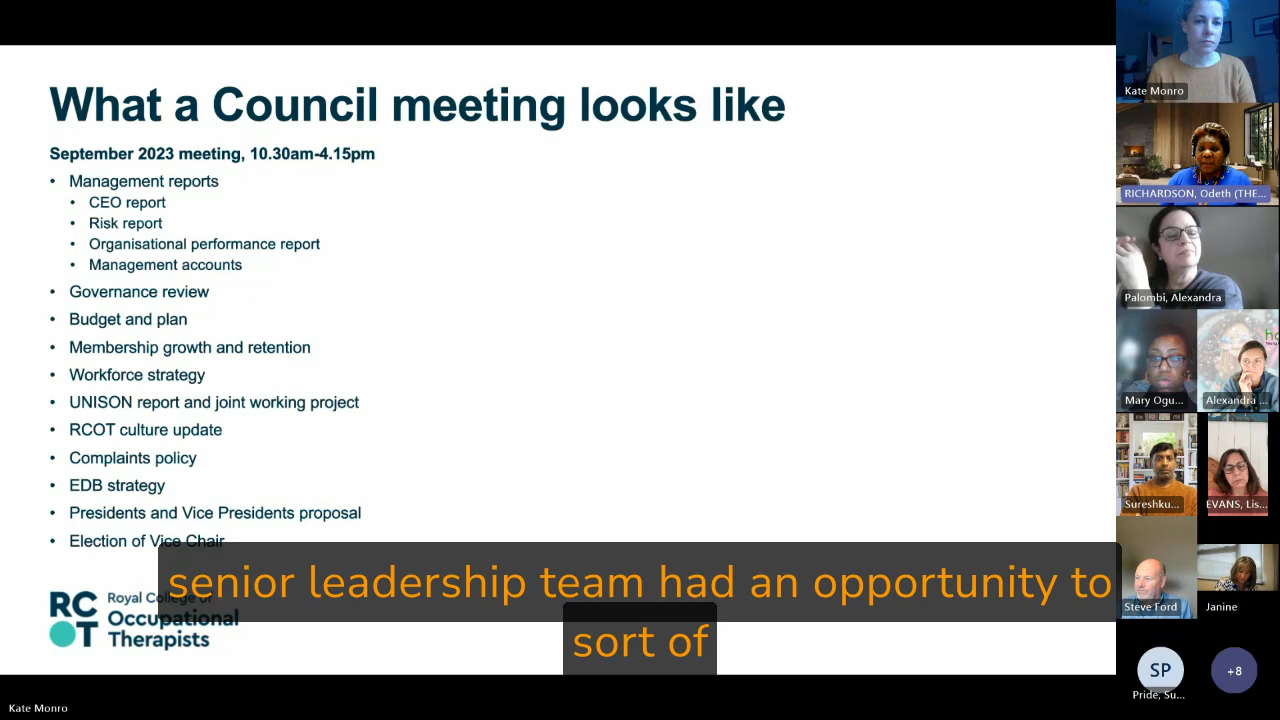 What a Council meeting looks like
September 2023 meeting, 10.30am-4.15pm
• Management reports
• CEO report
• Risk report
• Organisational performance report
• Management accounts
• Governance review
• Budget and plan
• Membership growth and retention
• Workforce strategy
• UNISON report and joint working project
• RCOT culture update
• Complaints policy
• EDB strategy
• Presidents and Vice Presidents proposal
• Election of Vice Chair
senior leadership team had an opportunity to
sort of
RC
OT
Royal College of
Occupational
Therapists
Kate Monro
Kate Monro
RICHARDSON, Odeth (THE...
Palombi, Alexandra
Mary Ogu...
Alexandra ...
Sureshku...
EVANS, Lis...
Steve Ford
Janine
SP
Pride, Su...
+8